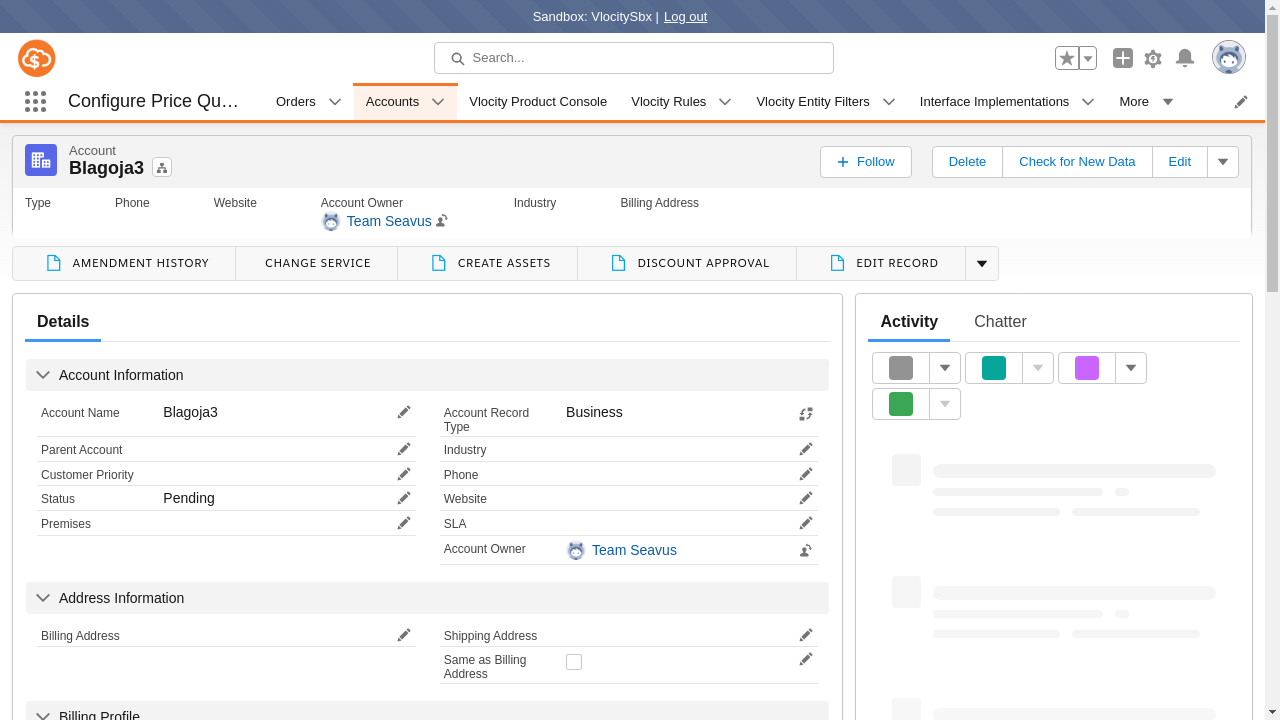 Sandbox: VlocitySbx | Log out
Search...
Configure Price Qu...
Orders
Accounts
Vlocity Product Console
Vlocity Rules
Vlocity Entity Filters
Interface Implementations
More
Account
Blagoja3
Follow
Delete
Check for New Data
Edit
Type
Phone
Website
Account Owner
Industry
Billing Address
Team Seavus
AMENDMENT HISTORY
CHANGE SERVICE
CREATE ASSETS
DISCOUNT APPROVAL
EDIT RECORD
Details
Activity
Chatter
Account Information
Account Name
Blagoja3
Account Record
Type
Business
Parent Account
Industry
Customer Priority
Phone
Status
Pending
Website
Premises
SLA
Account Owner
Team Seavus
Address Information
Billing Address
Shipping Address
Same as Billing
Address
Billing Profile